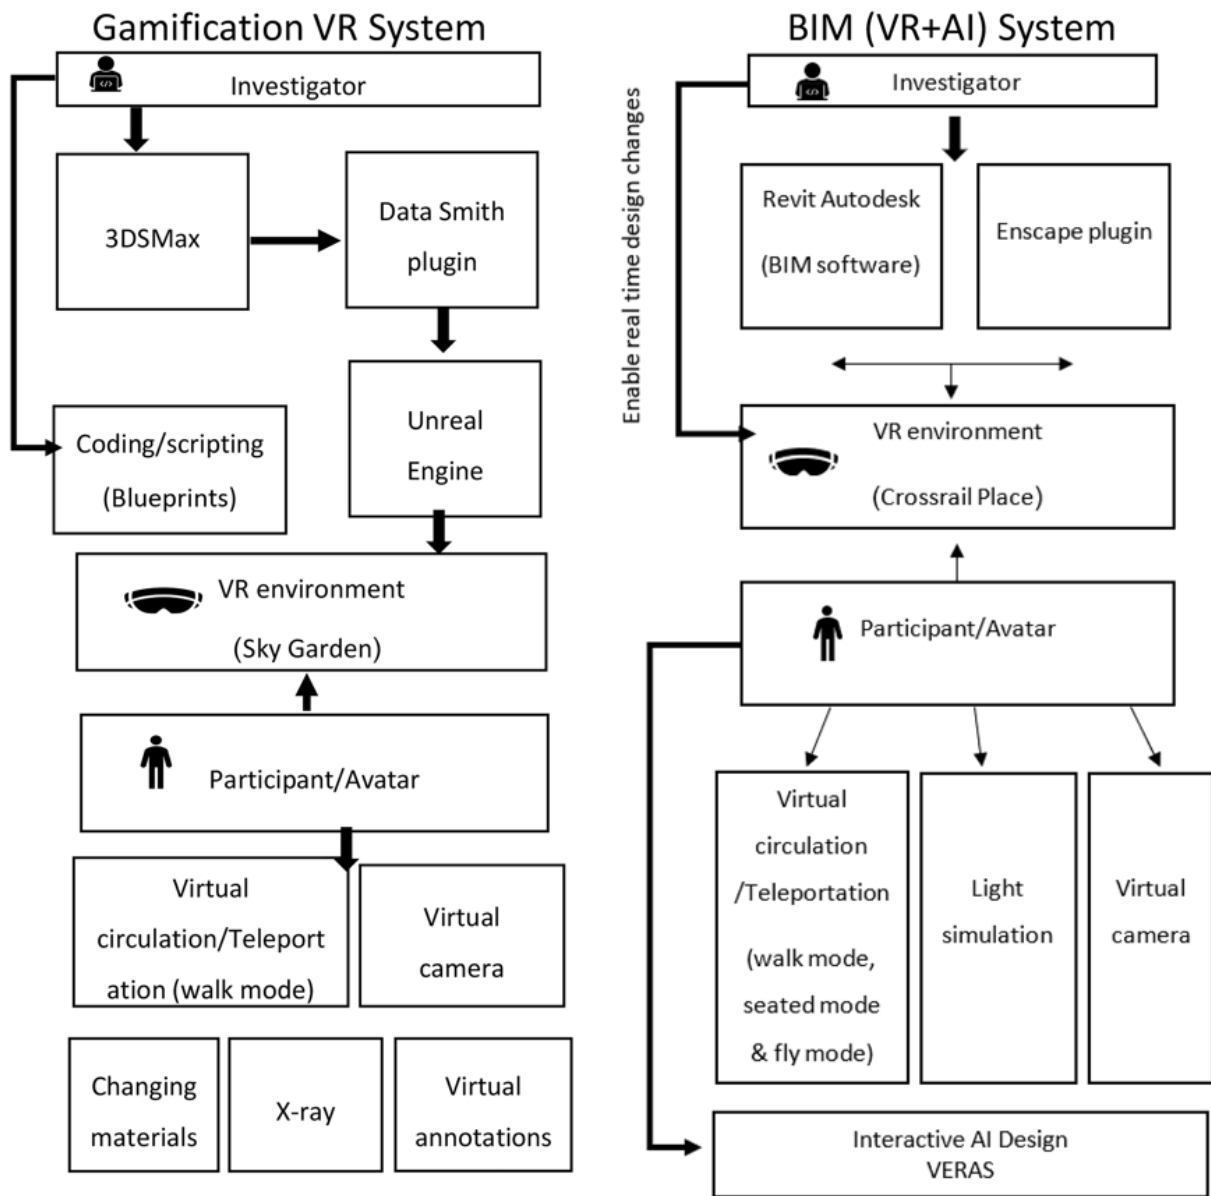 Gamification VR System
Investigator
3DSMax
Data Smith
plugin
Unreal
Engine
Coding/scripting
(Blueprints)
VR environment
(Sky Garden)
Participant/Avatar
Virtual
circulation/Teleport
ation (walk mode)
Virtual
camera
Changing
materials
X-ray
Virtual
annotations
BIM (VR+AI) System
Investigator
Enable real time design changes
Revit Autodesk
(BIM software)
Enscape plugin
VR environment
(Crossrail Place)
Participant/Avatar
Virtual
circulation
/Teleportation
(walk mode,
seated mode
& fly mode)
Light
simulation
Virtual
camera
Interactive AI Design
VERAS